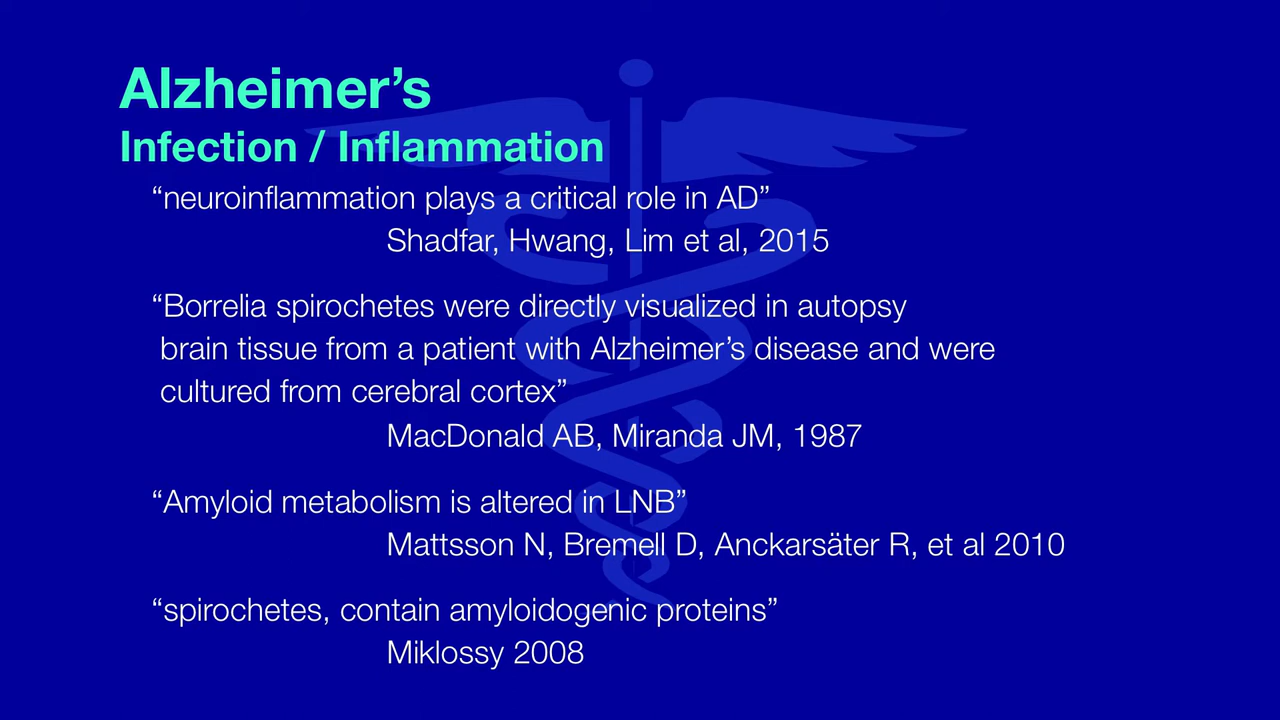 Alzheimer’s
Infection / Inflammation
“neuroinflammation plays a critical role in AD”
Shadfar, Hwang, Lim et al, 2015
“Borrelia spirochetes were directly visualized in autopsy
brain tissue from a patient with Alzheimer’s disease and were
cultured from cerebral cortex”
MacDonald AB, Miranda JM, 1987
“Amyloid metabolism is altered in LNB”
Mattsson N, Bremell D, Anckarsäter R, et al 2010
“spirochetes, contain amyloidogenic proteins”
Miklossy 2008